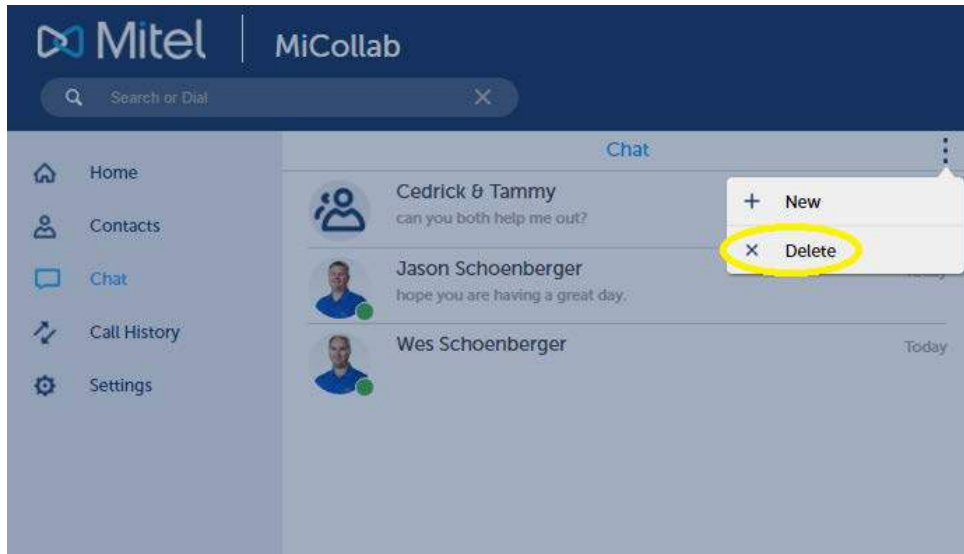 Mitel
MiCollab
Search or Dial
Home
Contacts
Chat
Call History
Settings
Chat
New
Delete
Cedrick & Tammy
can you both help me out?
Jason Schoenberger
hope you are having a great day.
Today
Wes Schoenberger
Today